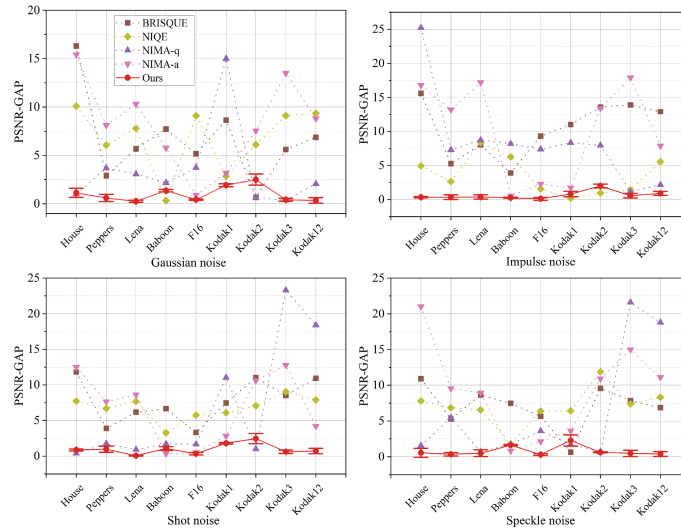 BRISQUE
NIQE
NIMA-q
NIMA-a
Ours
PSNR-GAP
20
15
10
5
0
House
Peppers
Lena
Baboon
F16
Kodak1
Kodak2
Kodak3
Kodak12
Gaussian noise
PSNR-GAP
25
20
15
10
5
0
House
Peppers
Lena
Baboon
F16
Kodak1
Kodak2
Kodak3
Kodak12
Impulse noise
PSNR-GAP
25
20
15
10
5
0
House
Peppers
Lena
Baboon
F16
Kodak1
Kodak2
Kodak3
Kodak12
Shot noise
PSNR-GAP
25
20
15
10
5
0
House
Peppers
Lena
Baboon
F16
Kodak1
Kodak2
Kodak3
Kodak12
Speckle noise